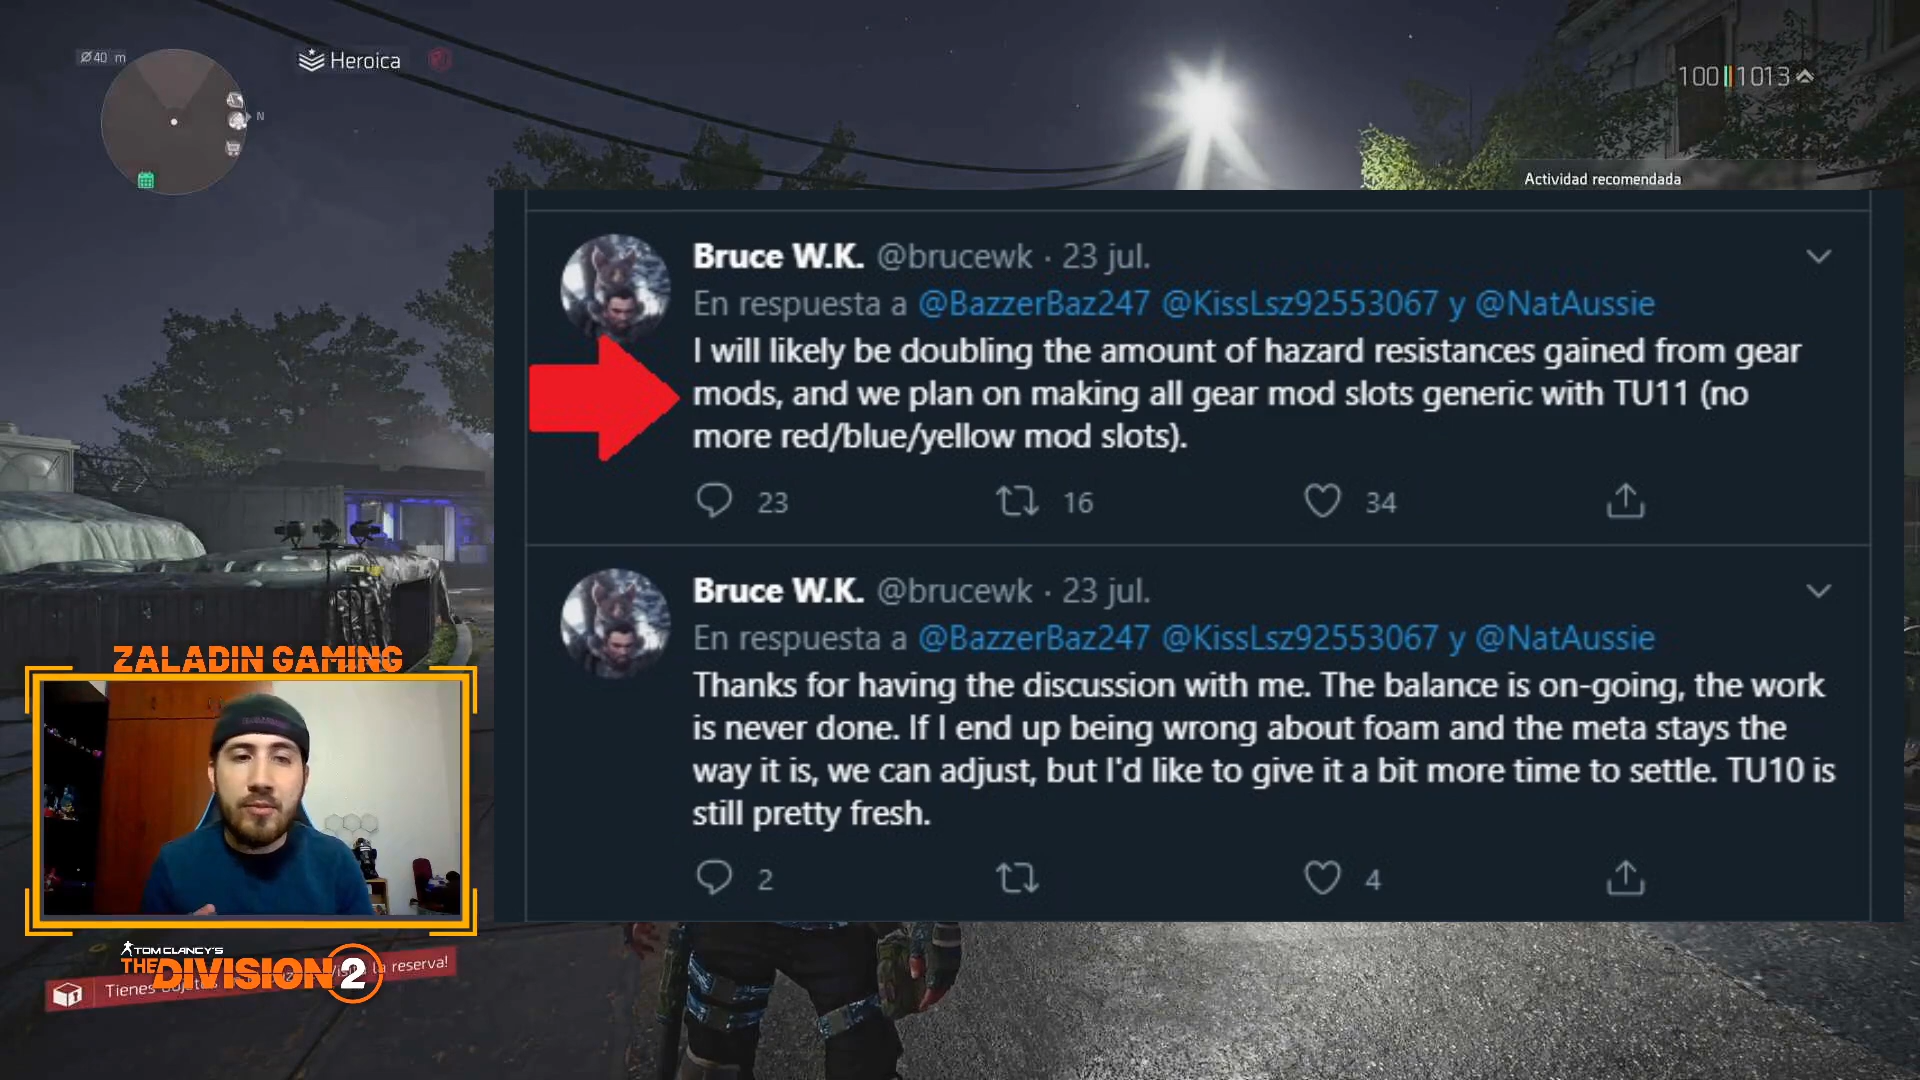 40 m
Heroica
N
100 1013
Actividad recomendada
Bruce W.K. @brucewk · 23 jul.
En respuesta a @BazzerBaz247 @KissLsz92553067 y @NatAussie
I will likely be doubling the amount of hazard resistances gained from gear
mods, and we plan on making all gear mod slots generic with TU11 (no
more red/blue/yellow mod slots).
23 16 34
Bruce W.K. @brucewk · 23 jul.
En respuesta a @BazzerBaz247 @KissLsz92553067 y @NatAussie
Thanks for having the discussion with me. The balance is on-going, the work
is never done. If I end up being wrong about foam and the meta stays the
way it is, we can adjust, but I'd like to give it a bit more time to settle. TU10 is
still pretty fresh.
2 4
ZALADIN GAMING
TOM CLANCY'S
THE DIVISION 2
1 Tienes la reserva!